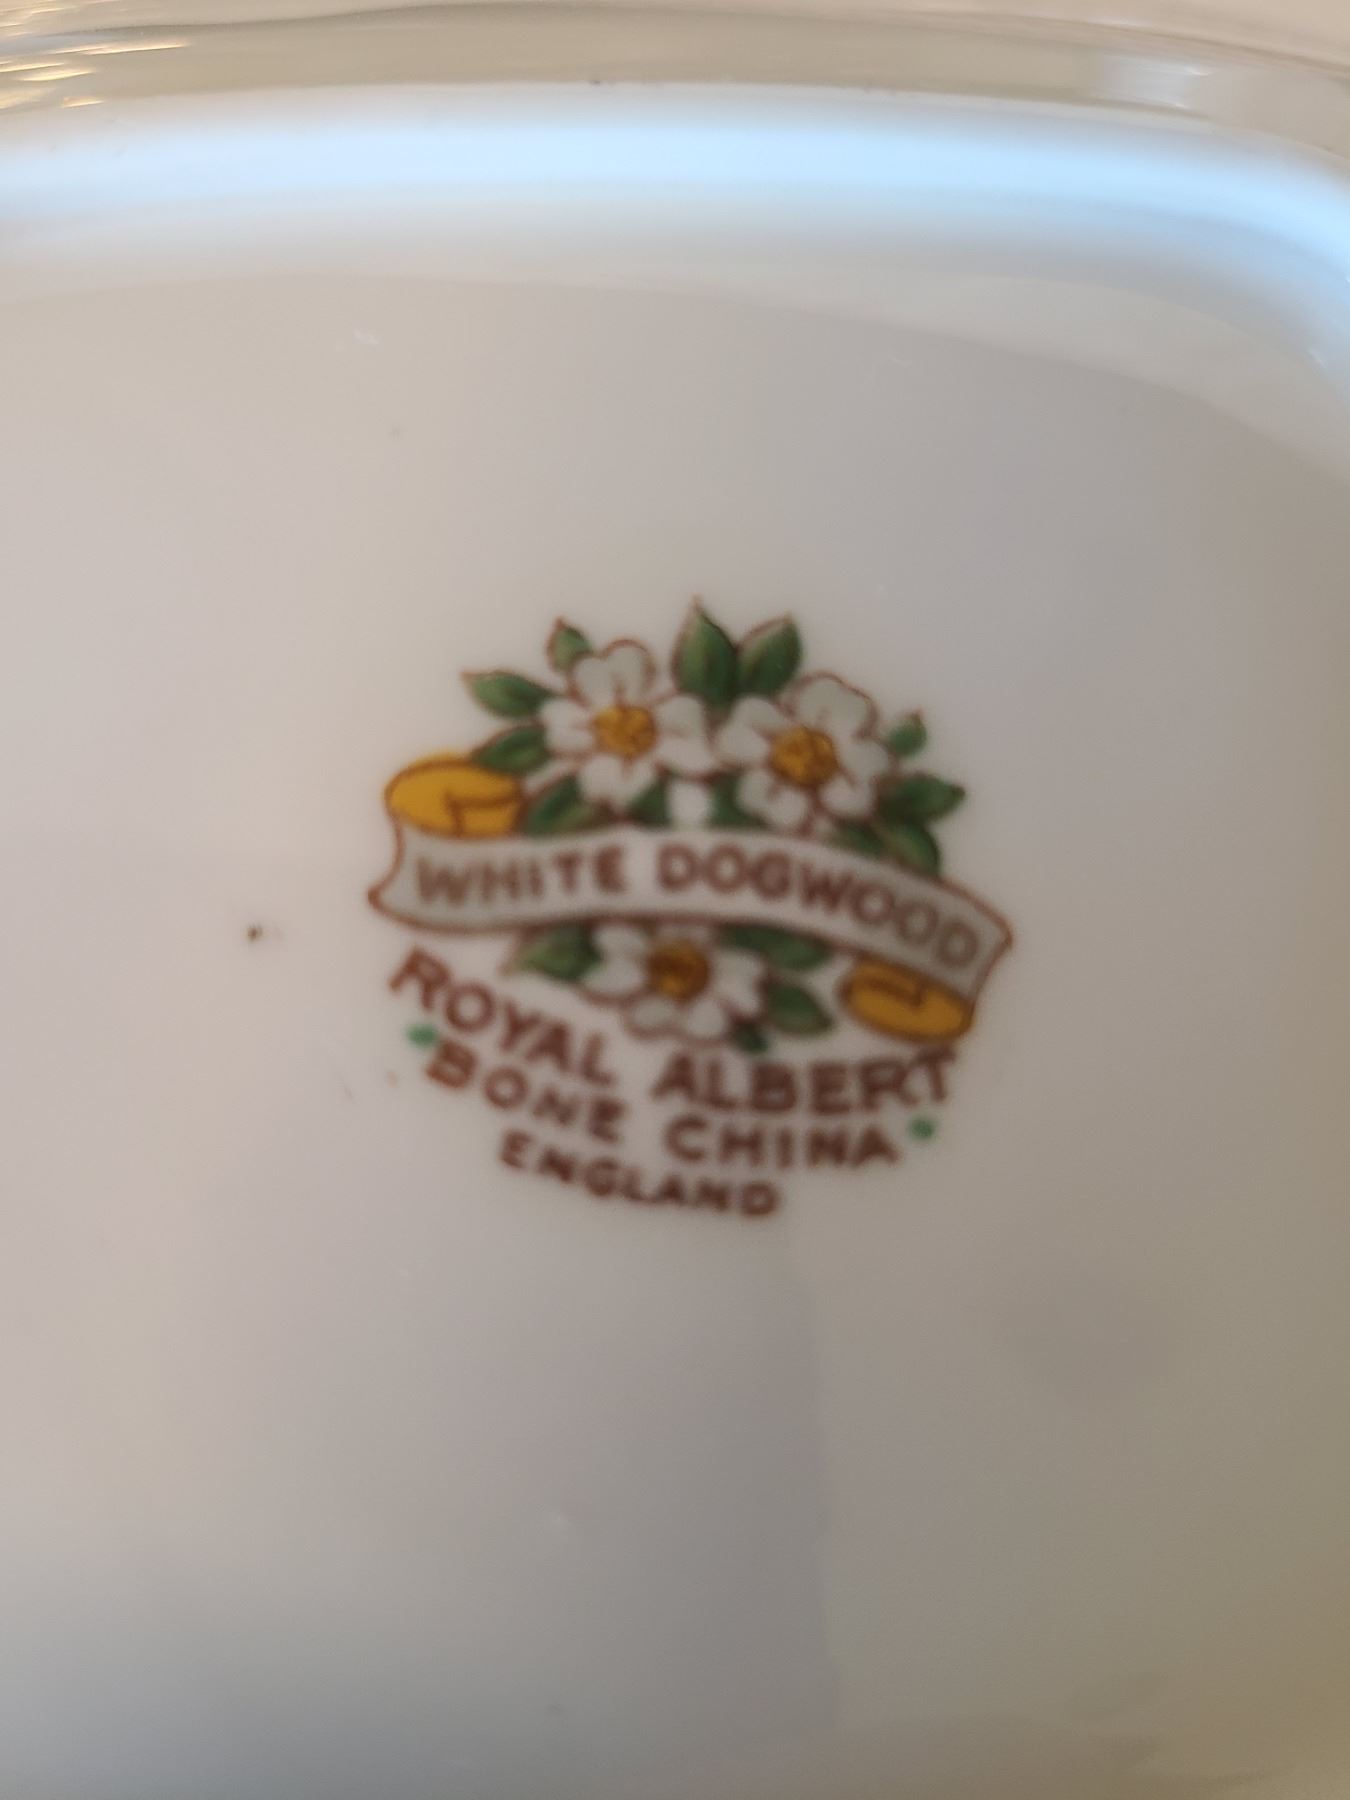 WHITE DOGWOOD
ROYAL ALBERT
BONE CHINA
ENGLAND